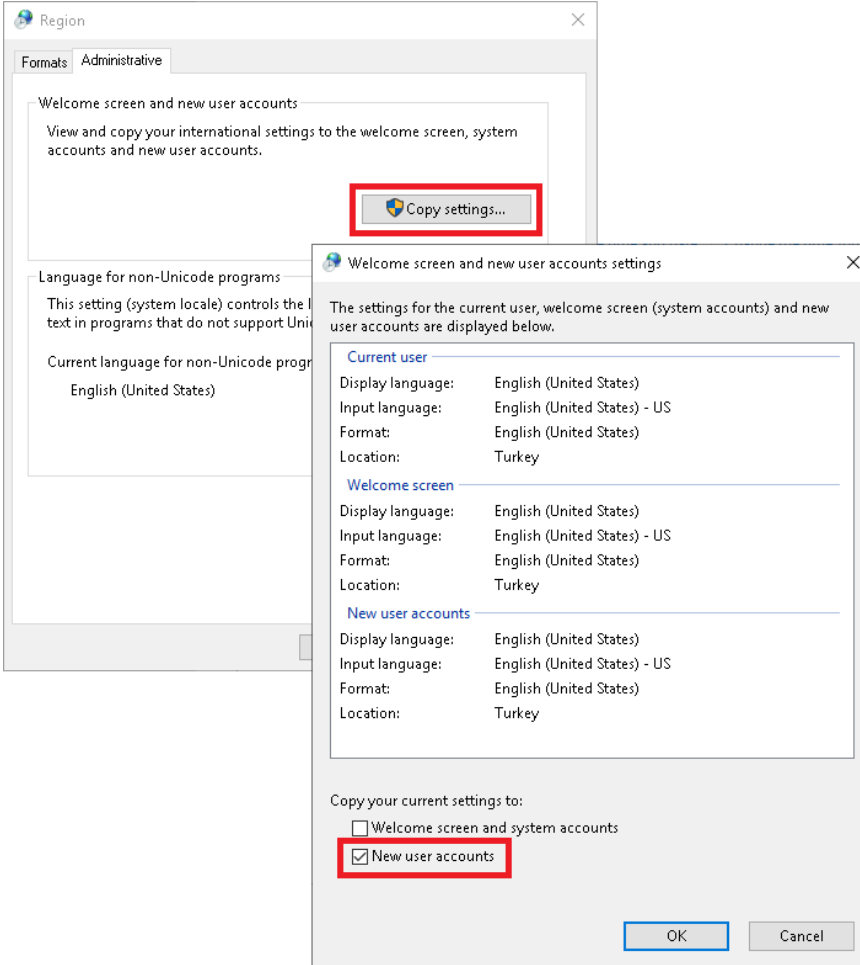 Region
Formats
Administrative
Welcome screen and new user accounts
View and copy your international settings to the welcome screen, system
accounts and new user accounts.
Copy settings...
Language for non-Unicode programs
This setting (system locale) controls the
text in programs that do not support
Current language for non-Unicode
English (United States)
Welcome screen and new user accounts settings
The settings for the current user, welcome screen (system accounts) and new
user accounts are displayed below.
Current user
Display language: English (United States)
Input language: English (United States) - US
Format: English (United States)
Location: Turkey
Welcome screen
Display language: English (United States)
Input language: English (United States) - US
Format: English (United States)
Location: Turkey
New user accounts
Display language: English (United States)
Input language: English (United States) - US
Format: English (United States)
Location: Turkey
Copy your current settings to:
Welcome screen and system accounts
New user accounts
OK
Cancel